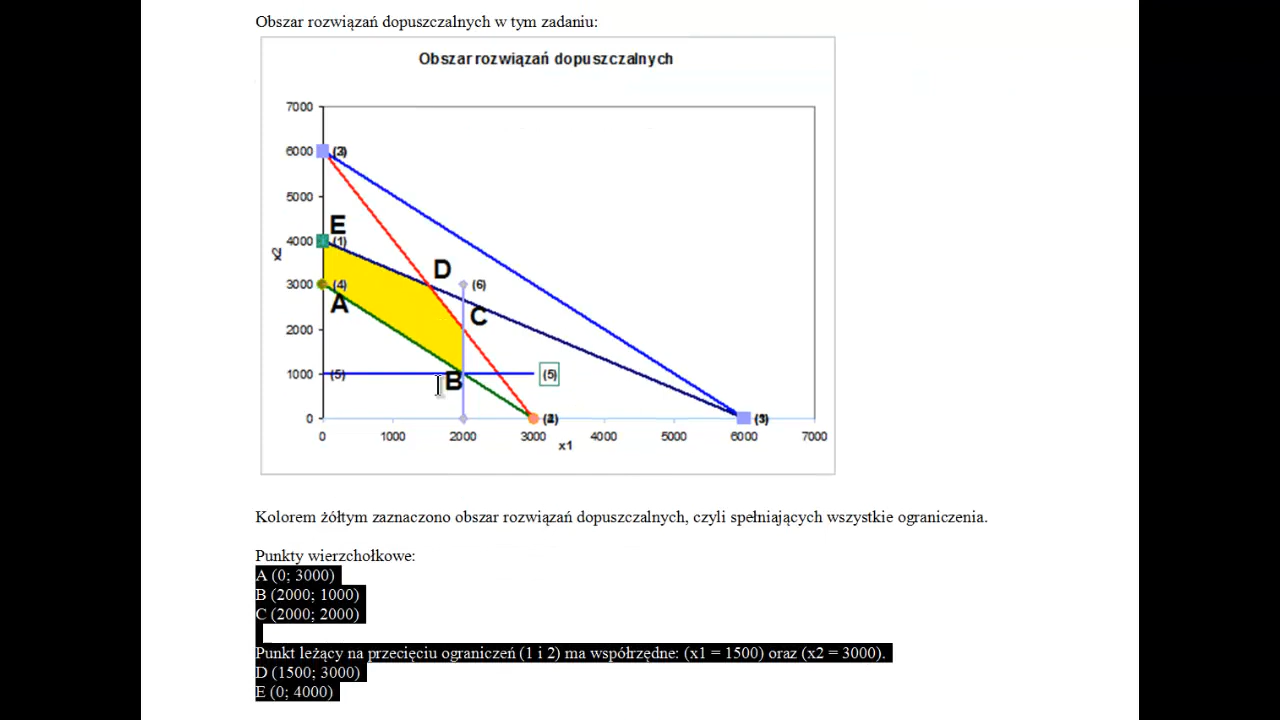 Obszar rozwiązań dopuszczalnych w tym zadaniu:
Obszar rozwiązań dopuszczalnych
7000
6000
(3)
5000
E
4000
(1)
x2
D
3000
(4)
(6)
A
C
2000
1000
(5)
B
(5)
0
0
1000
2000
3000
4000
5000
6000
7000
x1
Kolorem żółtym zaznaczono obszar rozwiązań dopuszczalnych, czyli spełniających wszystkie ograniczenia.
Punkty wierzchołkowe:
A (0; 3000)
B (2000; 1000)
C (2000; 2000)
Punkt leżący na przecięciu ograniczeń (1 i 2) ma współrzędne: (x1 = 1500) oraz (x2 = 3000).
D (1500; 3000)
E (0; 4000)